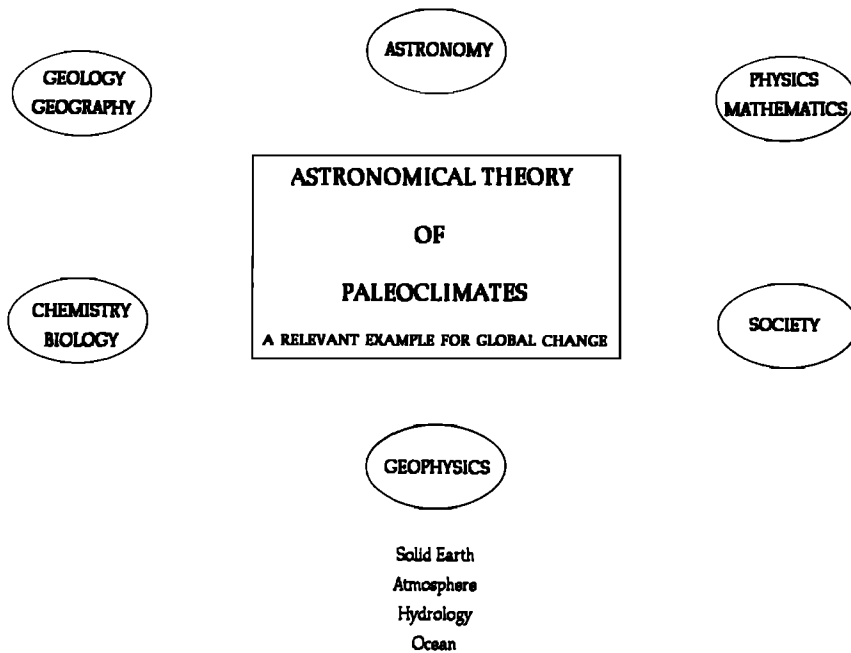 ASTRONOMY
GEOLOGY
GEOGRAPHY
PHYSICS
MATHEMATICS
ASTRONOMICAL THEORY
OF
PALEOCLIMATES
A RELEVANT EXAMPLE FOR GLOBAL CHANGE
CHEMISTRY
BIOLOGY
SOCIETY
GEOPHYSICS
Solid Earth
Atmosphere
Hydrology
Ocean